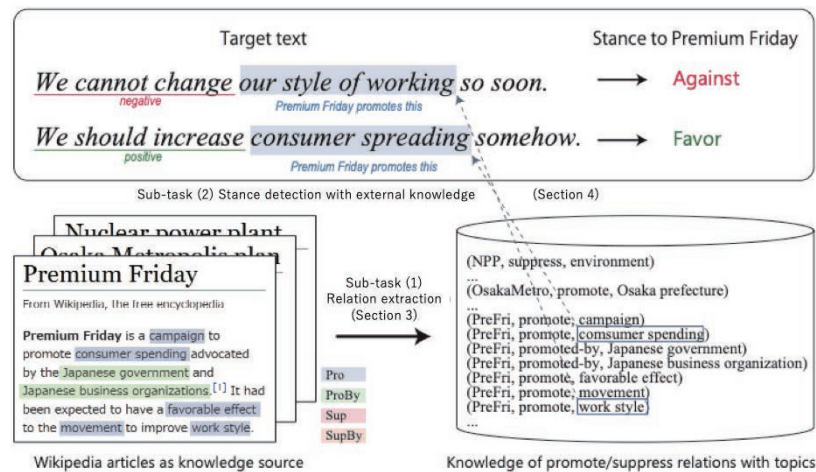 Target text
Stance to Premium Friday
We cannot change our style of working so soon.
Against
negative
Premium Friday promotes this
We should increase consumer spreading somehow.
Favor
positive
Premium Friday promotes this
Sub-task (2) Stance detection with external knowledge
(Section 4)
Nuclear power plant
Osaka Metropolis plan
Premium Friday
From Wikipedia, the free encyclopedia
Premium Friday is a campaign to
promote consumer spending advocated
by the Japanese government and
Japanese business organizations.[1] It had
been expected to have a favorable effect
to the movement to improve work style.
Sub-task (1)
Relation extraction
(Section 3)
Pro
ProBy
Sup
SupBy
(NPP, suppress, environment)
...
(OsakaMetro, promote, Osaka prefecture)
...
(PreFri, promote, campaign)
(PreFri, promote, comsumer spending)
(PreFri, promoted-by, Japanese government)
(PreFri, promoted-by, Japanese business organization)
(PreFri, promote, favorable effect)
(PreFri, promote, movement)
(PreFri, promote, work style)
...
Wikipedia articles as knowledge source
Knowledge of promote/suppress relations with topics